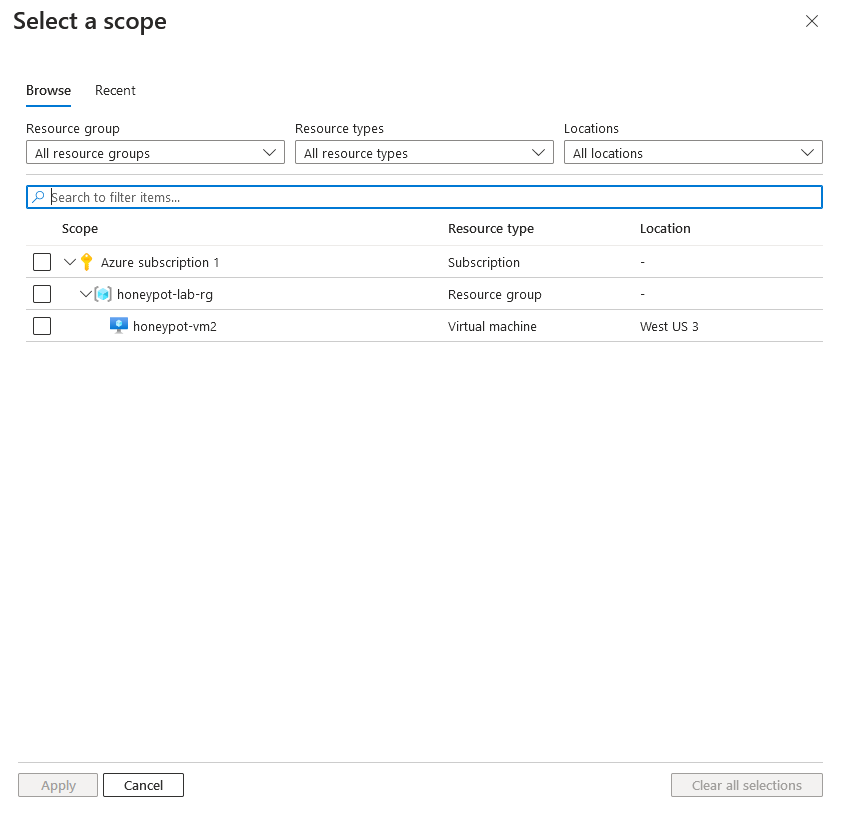 Select a scope
Browse Recent
Resource group Resource types Locations
All resource groups All resource types All locations
Search to filter items...
Scope Resource type Location
Azure subscription 1 Subscription -
honeypot-lab-rg Resource group -
honeypot-vm2 Virtual machine West US 3
Apply Cancel Clear all selections